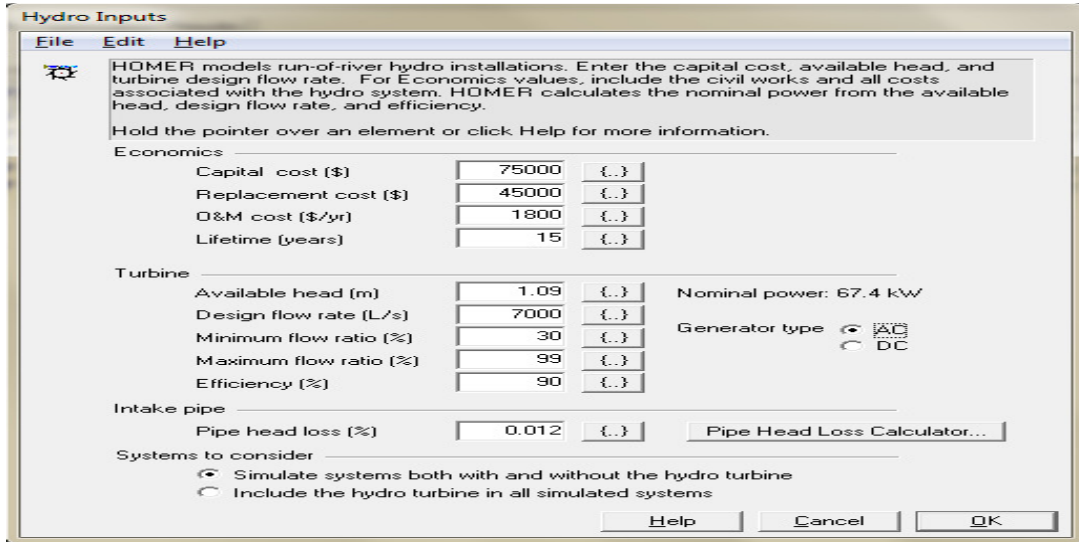 Hydro Inputs
File Edit Help
HOMER models run-of-river hydro installations. Enter the capital cost, available head, and
turbine design flow rate. For Economics values, include the civil works and all costs
associated with the hydro system. HOMER calculates the nominal power from the available
head, design flow rate, and efficiency.
Hold the pointer over an element or click Help for more information.
Economics
Capital cost ($) 75000 {..}
Replacement cost ($) 45000 {..}
O&M cost ($/yr) 1800 {..}
Lifetime (years) 15 {..}
Turbine
Available head (m) 1.09 {..} Nominal power: 67.4 kW
Design flow rate (L/s) 7000 {..}
Generator type AC
Minimum flow ratio (%) 30 {..}
DC
Maximum flow ratio (%) 99 {..}
Efficiency (%) 90 {..}
Intake pipe
Pipe head loss (%) 0.012 {..} Pipe Head Loss Calculator...
Systems to consider
Simulate systems both with and without the hydro turbine
Include the hydro turbine in all simulated systems
Help Cancel OK